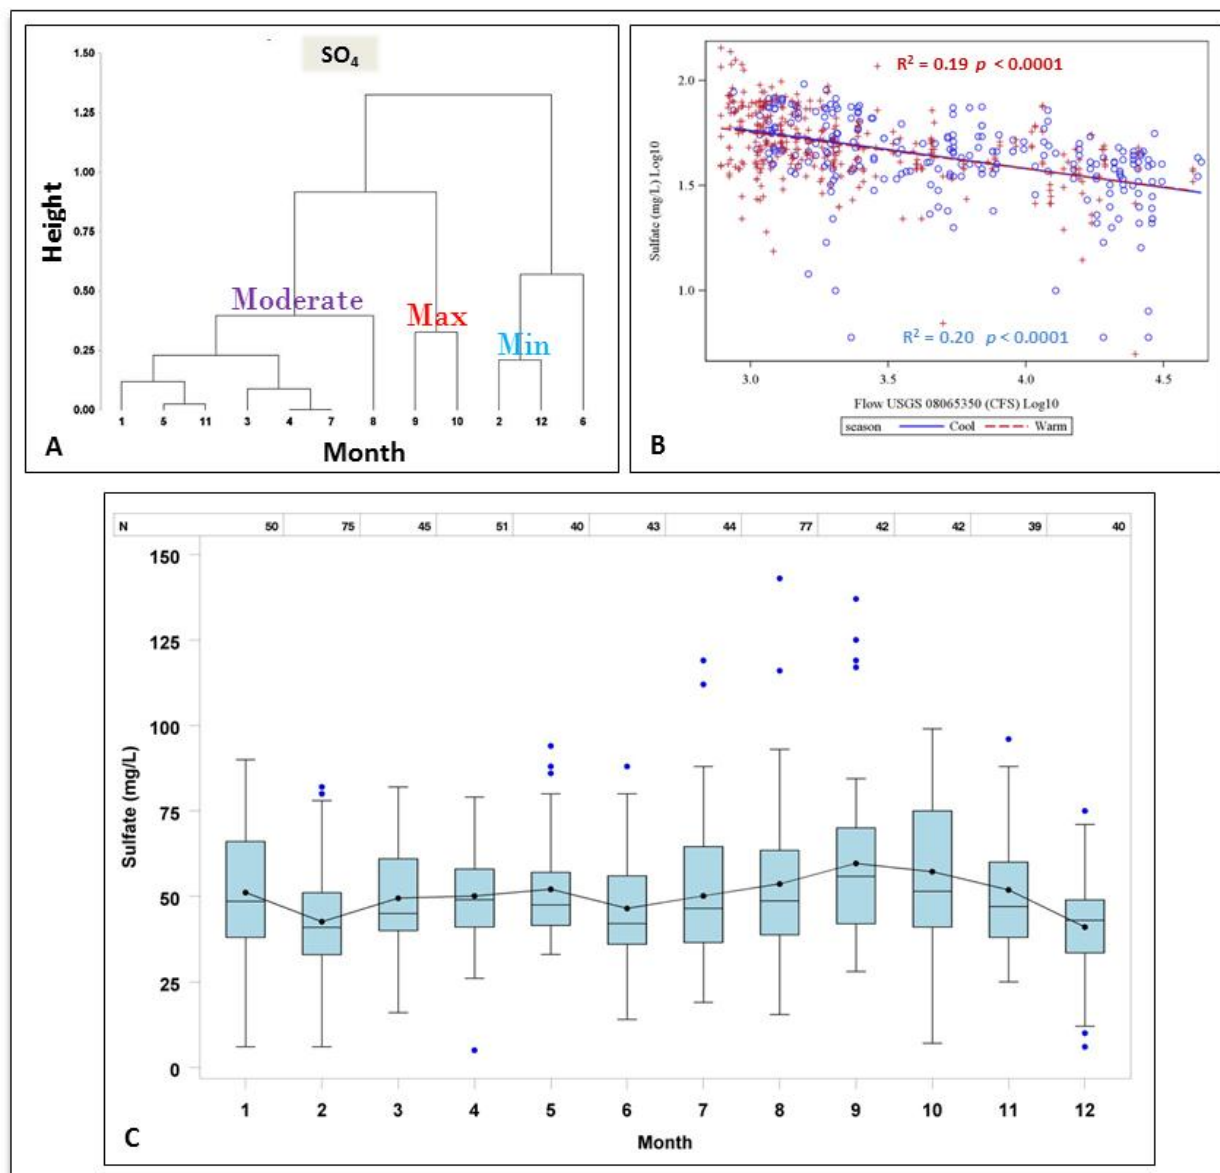 SO4
1.50
1.25
1.00
0.75
0.50
0.25
0.00
Height
Moderate
Max
Min
1 5 11 3 4 7 8 9 10 2 12 6
Month
A
R2 = 0.19 p < 0.0001
2.0
1.5
1.0
Sulfate (mg/L) Log10
R2 = 0.20 p < 0.0001
3.0 3.5 4.0 4.5
Flow USGS 08065350 (CFS) Log10
season Cool Warm
B
N 50 75 45 51 40 43 44 77 42 42 39 40
150
125
100
75
50
25
0
Sulfate (mg/L)
1 2 3 4 5 6 7 8 9 10 11 12
Month
C